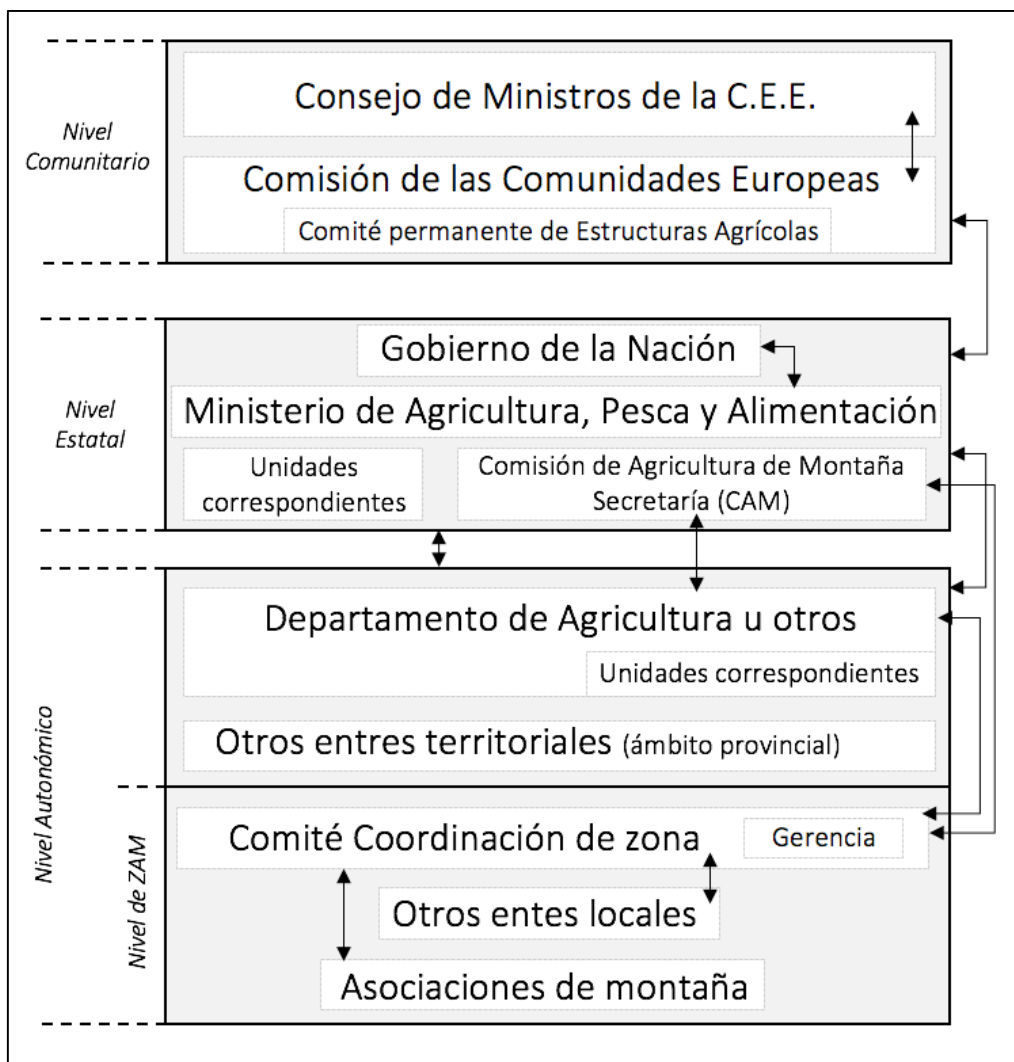 Nivel
Comunitario
Consejo de Ministros de la C.E.E.
Comisión de las Comunidades Europeas
Comité permanente de Estructuras Agrícolas
Nivel
Estatal
Gobierno de la Nación
Ministerio de Agricultura, Pesca y Alimentación
Unidades
correspondientes
Comisión de Agricultura de Montaña
Secretaría (CAM)
Nivel Autonómico
Departamento de Agricultura u otros
Unidades correspondientes
Otros entres territoriales (ámbito provincial)
Nivel de ZAM
Comité Coordinación de zona
Gerencia
Otros entes locales
Asociaciones de montaña